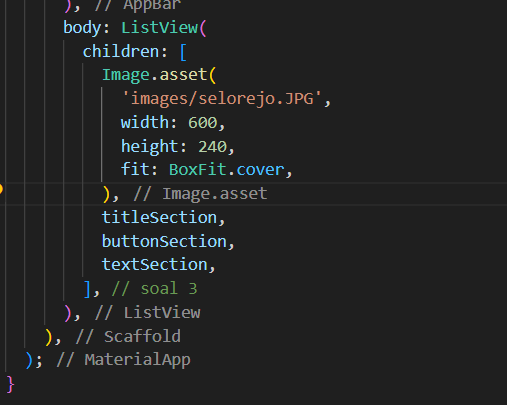 ), // AppBar
body: ListView(
children: [
Image.asset(
'images/selorejo.JPG',
width: 600,
height: 240,
fit: BoxFit.cover,
), // Image.asset
titleSection,
buttonSection,
textSection,
], // soal 3
), // ListView
), // Scaffold
); // MaterialApp
}